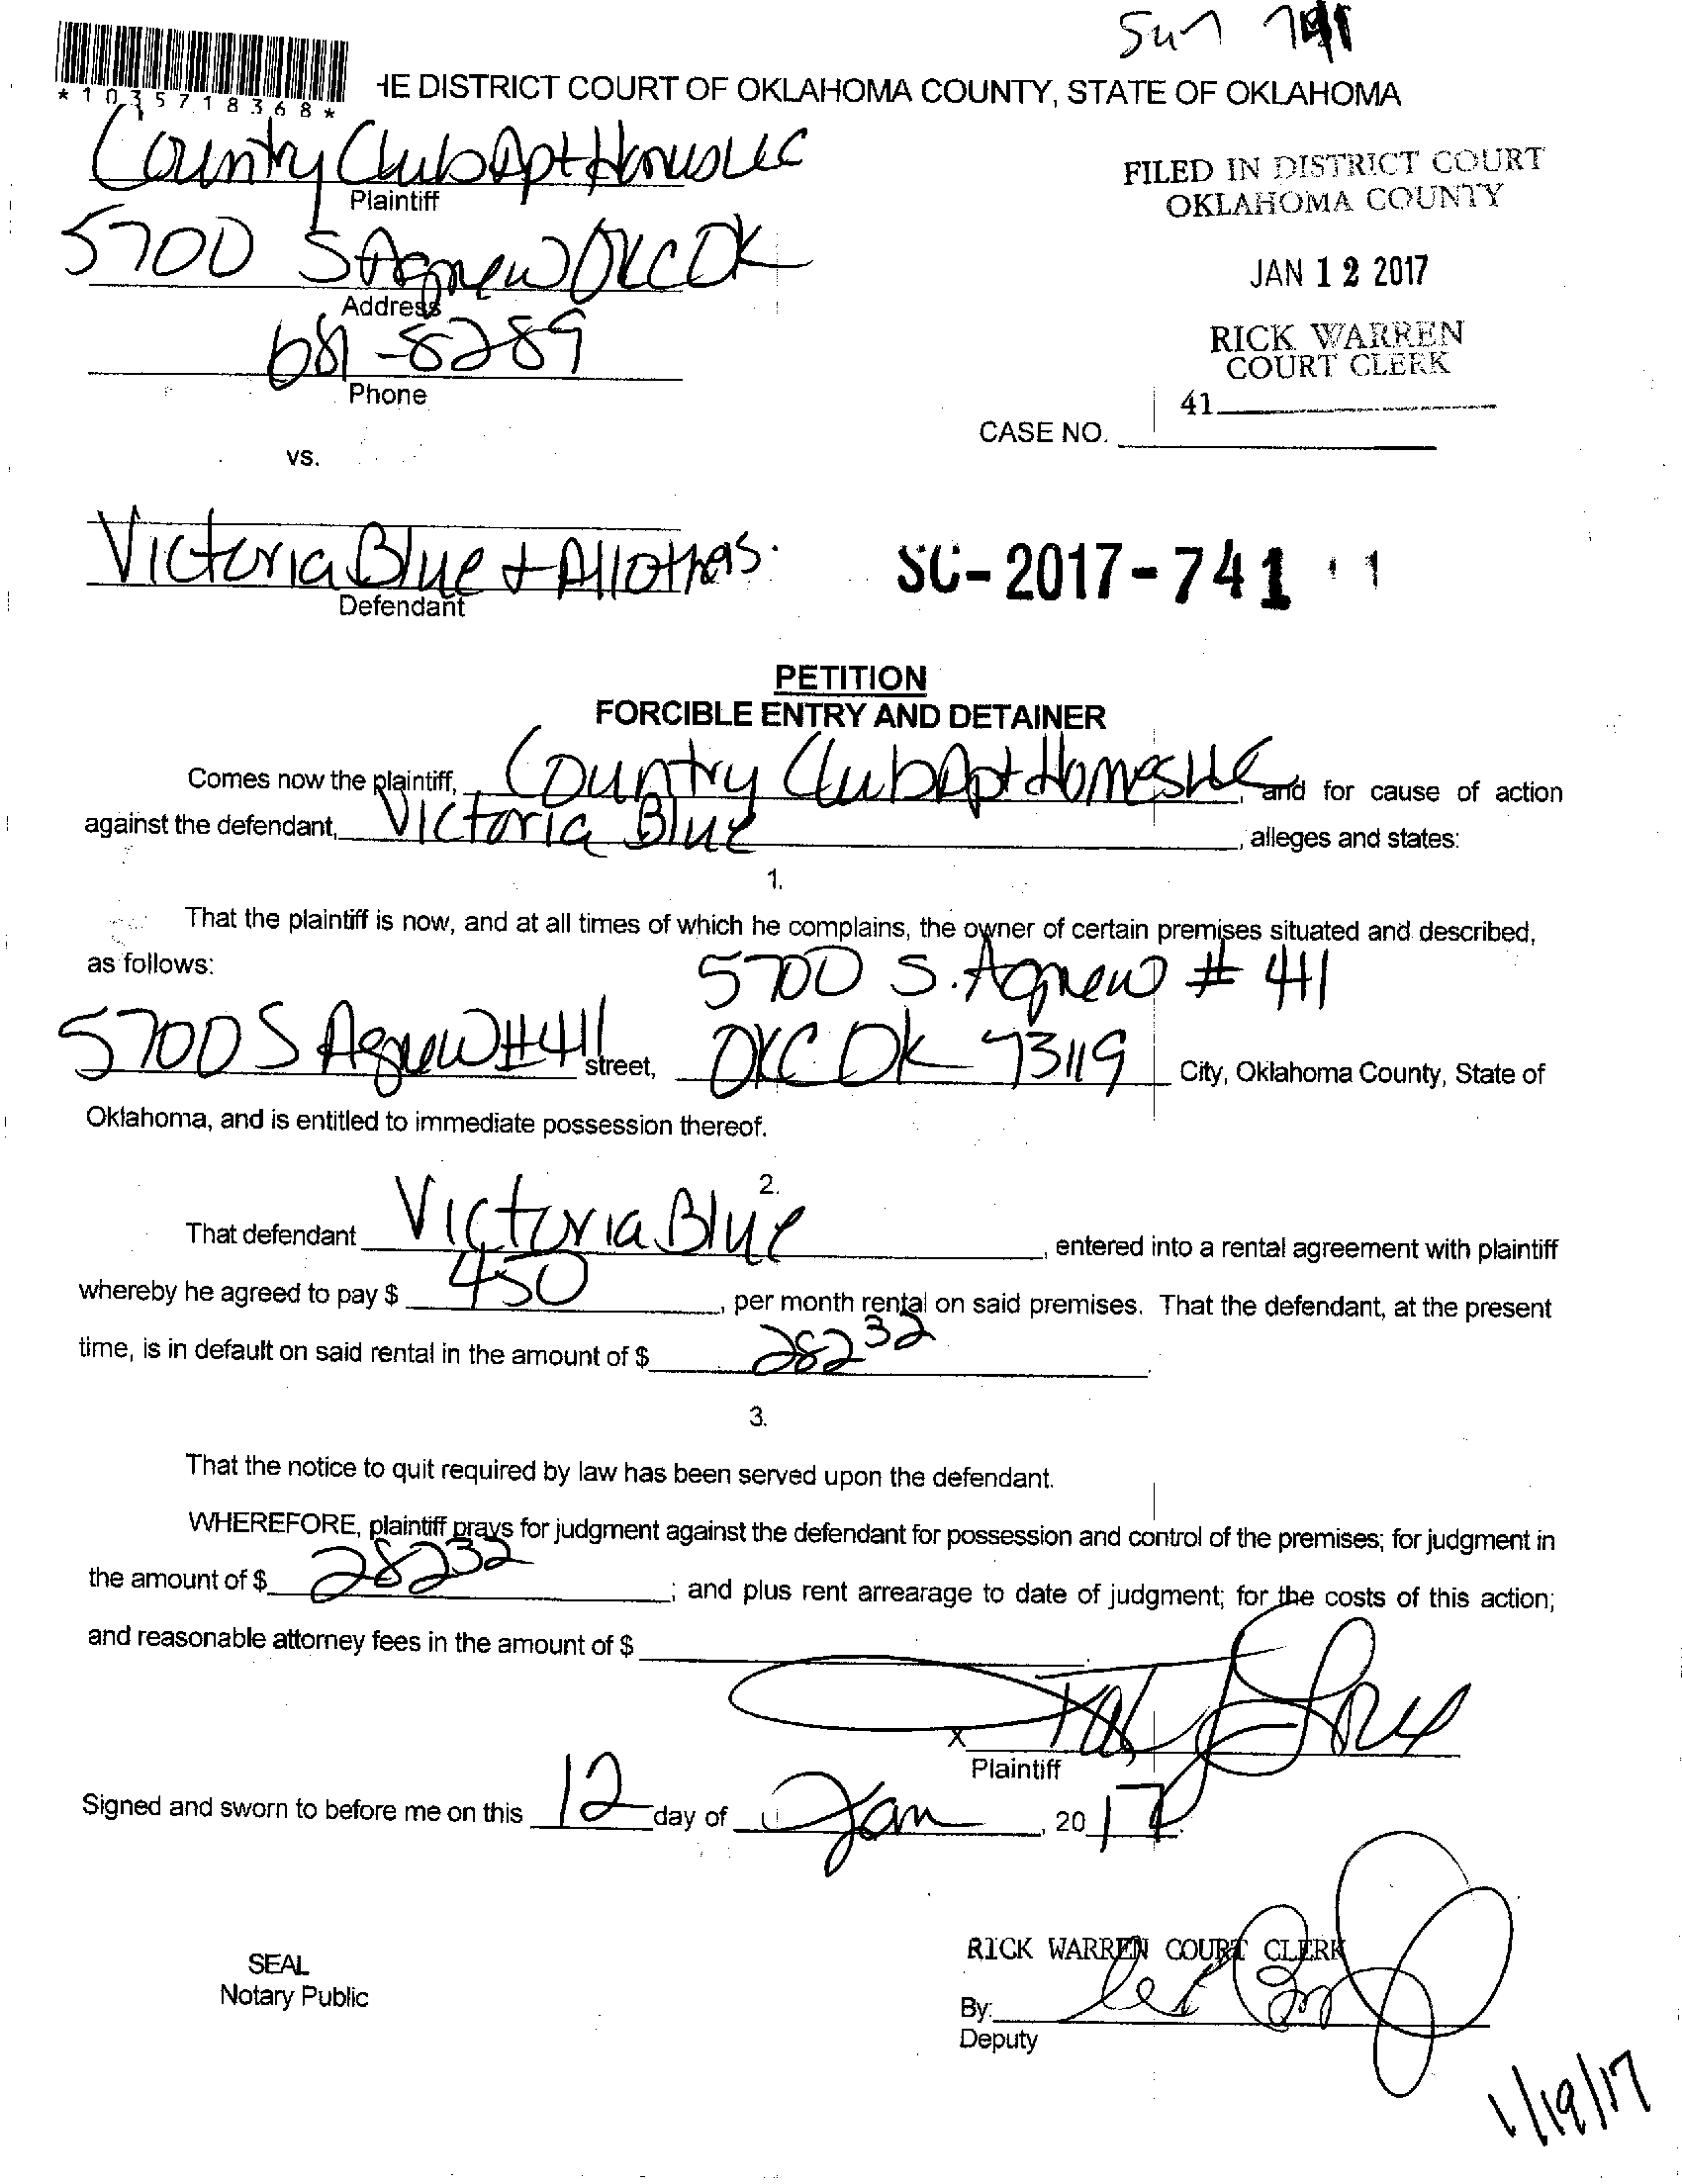 *1035718368*
HE DISTRICT COURT OF OKLAHOMA COUNTY, STATE OF OKLAHOMA
Country Club Apt Homes LLC
Plaintiff
5700 S Agnew OKC OK
Address
681-8289
Phone
FILED IN DISTRICT COURT
OKLAHOMA COUNTY
JAN 12 2017
RICK WARREN
COURT CLERK
41
CASE NO.
vs.
Victoria Blue + All others.
Defendant
SC-2017-741
PETITION
FORCIBLE ENTRY AND DETAINER
Comes now the plaintiff, Country Club Apt Homes LLC, and for cause of action
against the defendant, Victoria Blue, alleges and states:
1.
That the plaintiff is now, and at all times of which he complains, the owner of certain premises situated and described,
as follows: 5700 S. Agnew # 411
5700 S Agnew #411 street, OKC OK 73119 City, Oklahoma County, State of
Oklahoma, and is entitled to immediate possession thereof.
2.
That defendant Victoria Blue, entered into a rental agreement with plaintiff
whereby he agreed to pay $ 450, per month rental on said premises. That the defendant, at the present
time, is in default on said rental in the amount of $ 282 32.
3.
That the notice to quit required by law has been served upon the defendant.
WHEREFORE, plaintiff prays for judgment against the defendant for possession and control of the premises; for judgment in
the amount of $ 282 32; and plus rent arrearage to date of judgment; for the costs of this action;
and reasonable attorney fees in the amount of $
X
Plaintiff
Signed and sworn to before me on this 12 day of Jan, 2017.
SEAL
Notary Public
RICK WARREN COURT CLERK
By:
Deputy
1/19/17